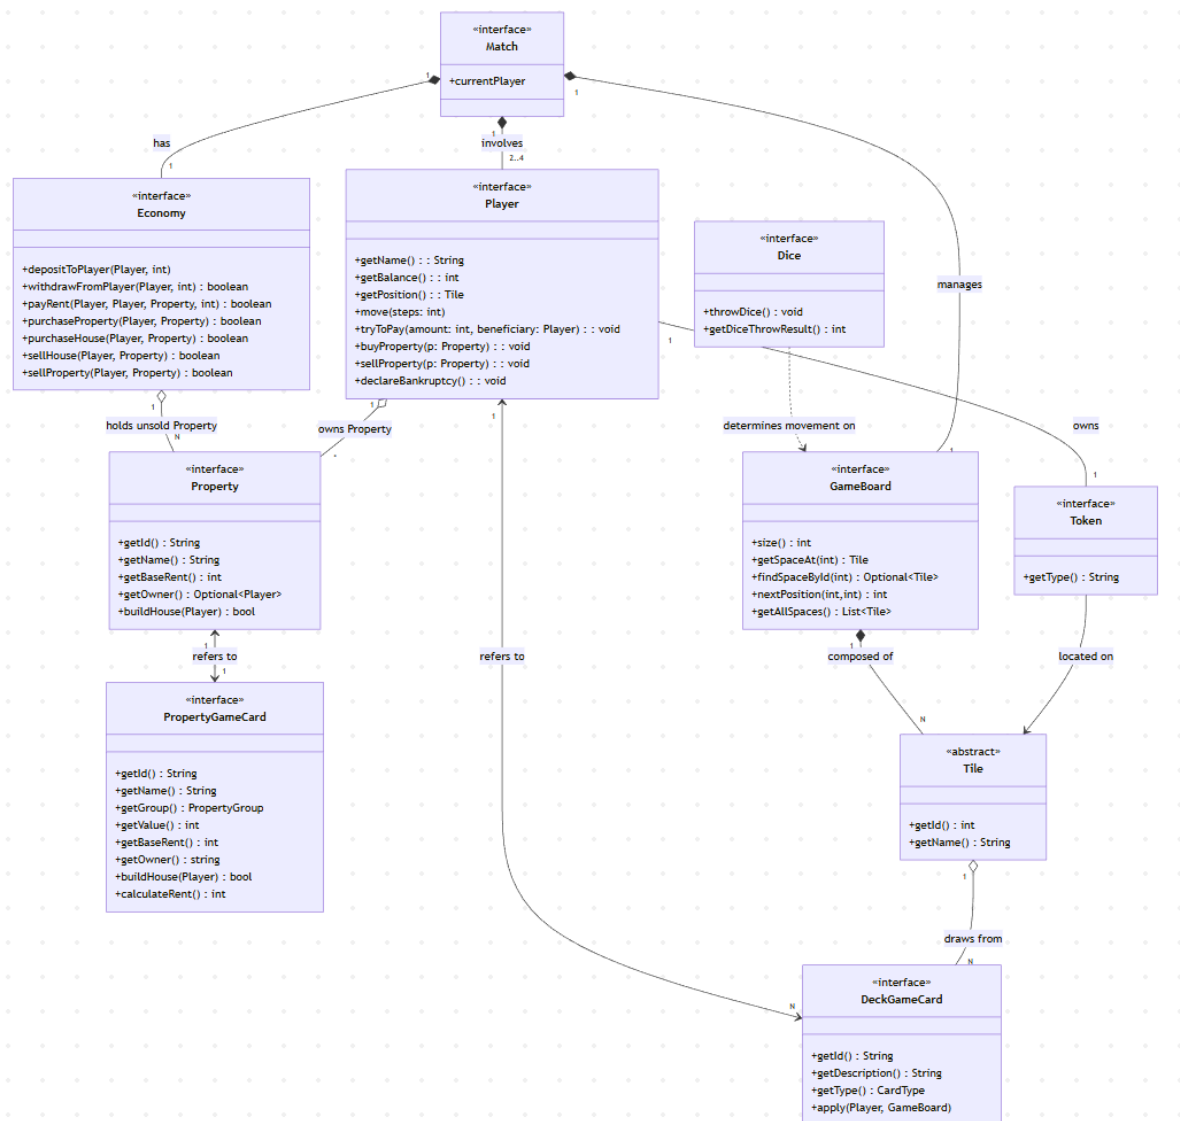 «interface»
Match
+currentPlayer
1
1
1
has
involves
1
2..4
«interface»
Economy
+depositToPlayer(Player, int)
+withdrawFromPlayer(Player, int) : boolean
+payRent(Player, Player, Property, int) : boolean
+purchaseProperty(Player, Property) : boolean
+purchaseHouse(Player, Property) : boolean
+sellHouse(Player, Property) : boolean
+sellProperty(Player, Property) : boolean
«interface»
Player
+getName() : : String
+getBalance() : : int
+getPosition() : : Tile
+move(steps: int)
+tryToPay(amount: int, beneficiary: Player) : : void
+buyProperty(p: Property) : : void
+sellProperty(p: Property) : : void
+declareBankruptcy() : : void
«interface»
Dice
+throwDice() : void
+getDiceThrowResult() : int
manages
1
1
holds unsold Property
N
1
owns Property
*
1
determines movement on
owns
1
1
«interface»
Property
+getId() : String
+getName() : String
+getBaseRent() : int
+getOwner() : Optional<Player>
+buildHouse(Player) : bool
«interface»
GameBoard
+size() : int
+getSpaceAt(int) : Tile
+findSpaceById(int) : Optional<Tile>
+nextPosition(int,int) : int
+getAllSpaces() : List<Tile>
«interface»
Token
+getType() : String
1
refers to
1
refers to
1
composed of
N
located on
«interface»
PropertyGameCard
+getId() : String
+getName() : String
+getGroup() : PropertyGroup
+getValue() : int
+getBaseRent() : int
+getOwner() : string
+buildHouse(Player) : bool
+calculateRent() : int
«abstract»
Tile
+getId() : int
+getName() : String
1
draws from
N
N
«interface»
DeckGameCard
+getId() : String
+getDescription() : String
+getType() : CardType
+apply(Player, GameBoard)